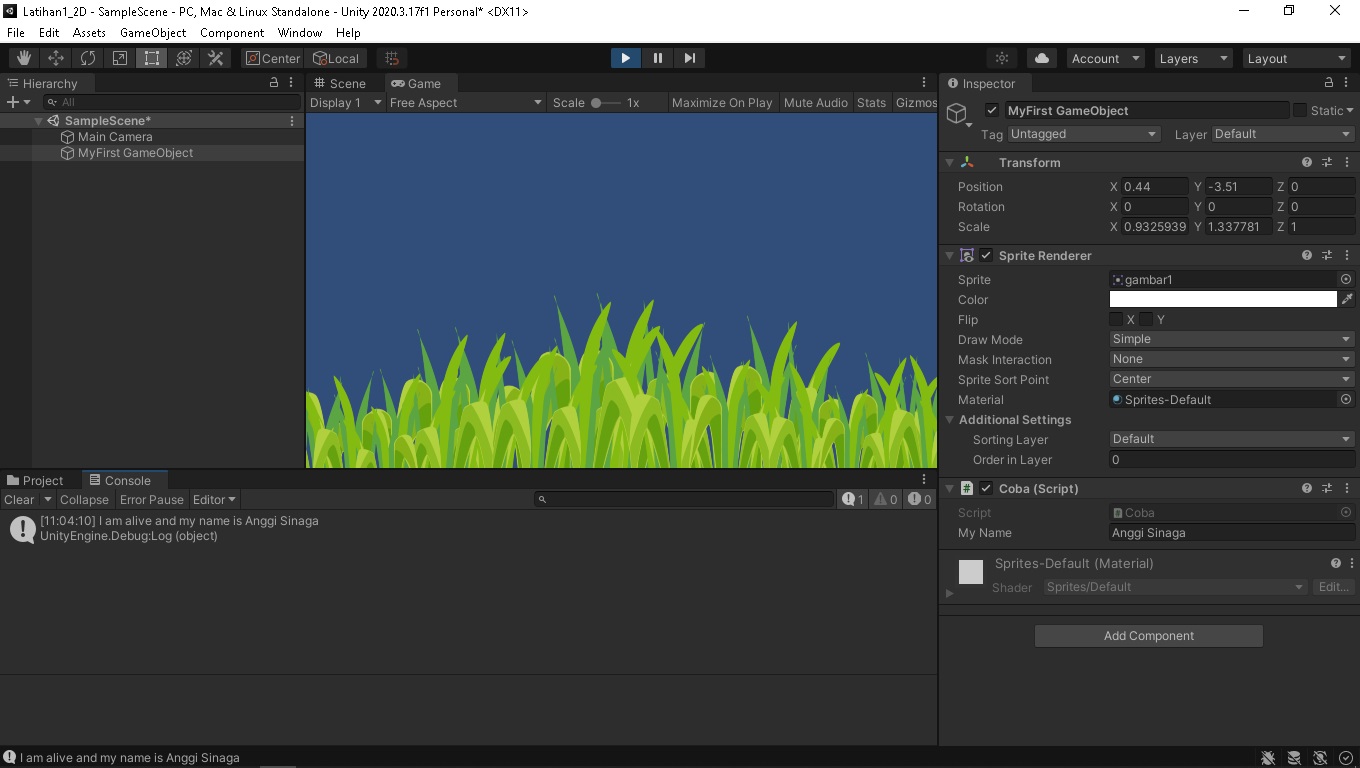 Latihan1_2D - SampleScene - PC, Mac & Linux Standalone - Unity 2020.3.17f1 Personal* <DX11>
File Edit Assets GameObject Component Window Help
Center Local Account Layers Layout
Hierarchy
All
SampleScene*
Main Camera
MyFirst GameObject
Scene Game
Display 1 Free Aspect Scale 1x Maximize On Play Mute Audio Stats Gizmos
Inspector
MyFirst GameObject Static
Tag Untagged Layer Default
Transform
Position X 0.44 Y -3.51 Z 0
Rotation X 0 Y 0 Z 0
Scale X 0.9325939 Y 1.337781 Z 1
Sprite Renderer
Sprite gambar1
Color
Flip X Y
Draw Mode Simple
Mask Interaction None
Sprite Sort Point Center
Material Sprites-Default
Additional Settings
Sorting Layer Default
Order in Layer 0
Coba (Script)
Script Coba
My Name Anggi Sinaga
Sprites-Default (Material)
Shader Sprites/Default Edit...
Add Component
Project Console
Clear Collapse Error Pause Editor 1 0 0
[11:04:10] I am alive and my name is Anggi Sinaga
UnityEngine.Debug:Log (object)
I am alive and my name is Anggi Sinaga